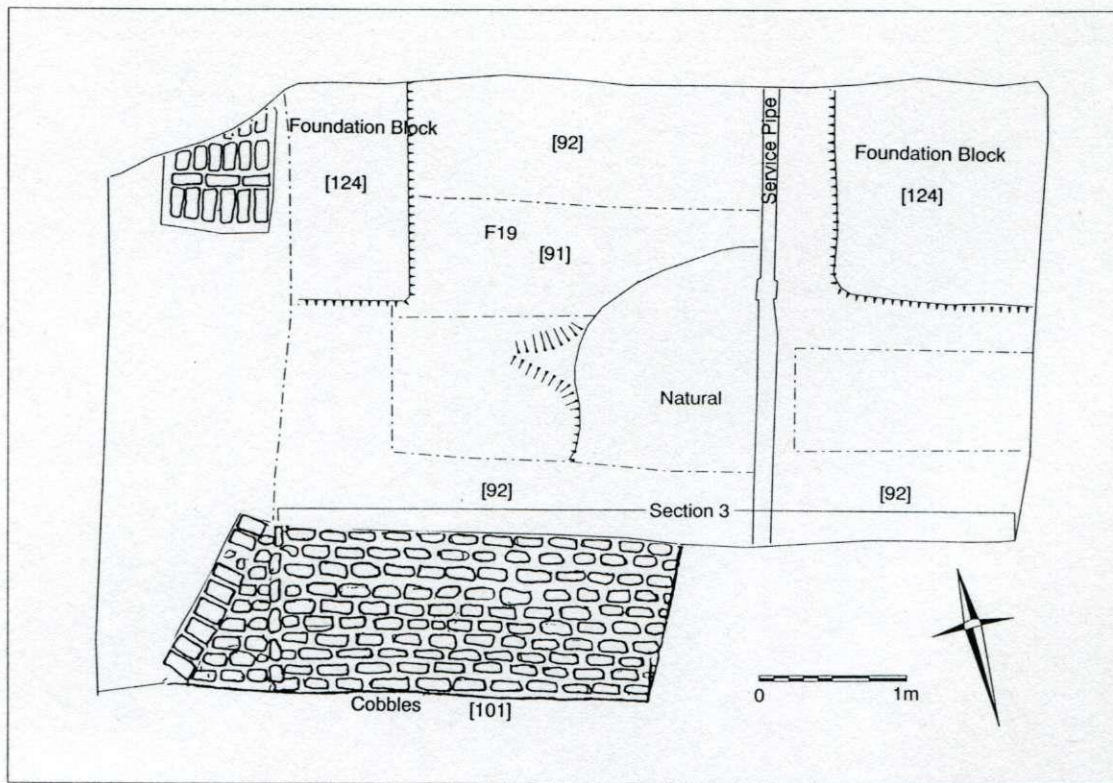 Foundation Block
[124]
[92]
Service Pipe
Foundation Block
[124]
F19
[91]
Natural
[92]
[92]
Section 3
Cobbles
[101]
0
1m